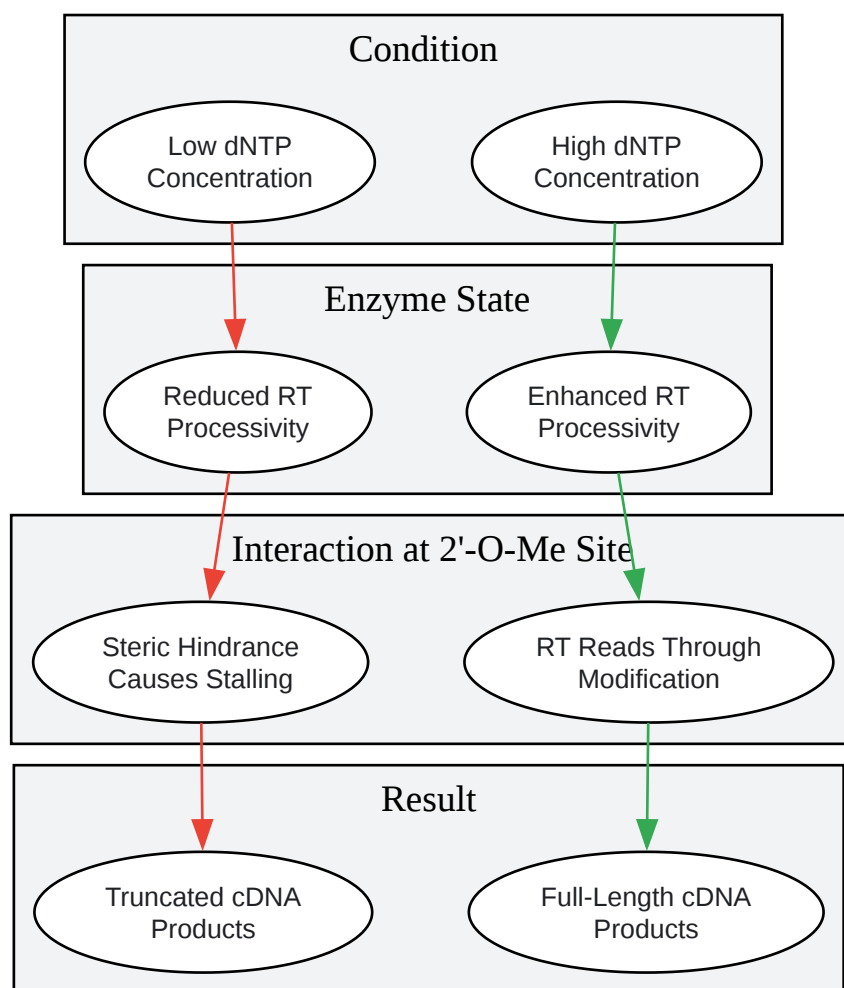 Condition
Low dNTP
Concentration
High dNTP
Concentration
Enzyme State
Reduced RT
Processivity
Enhanced RT
Processivity
Interaction at 2'-O-Me Site
Steric Hindrance
Causes Stalling
RT Reads Through
Modification
Result
Truncated cDNA
Products
Full-Length cDNA
Products